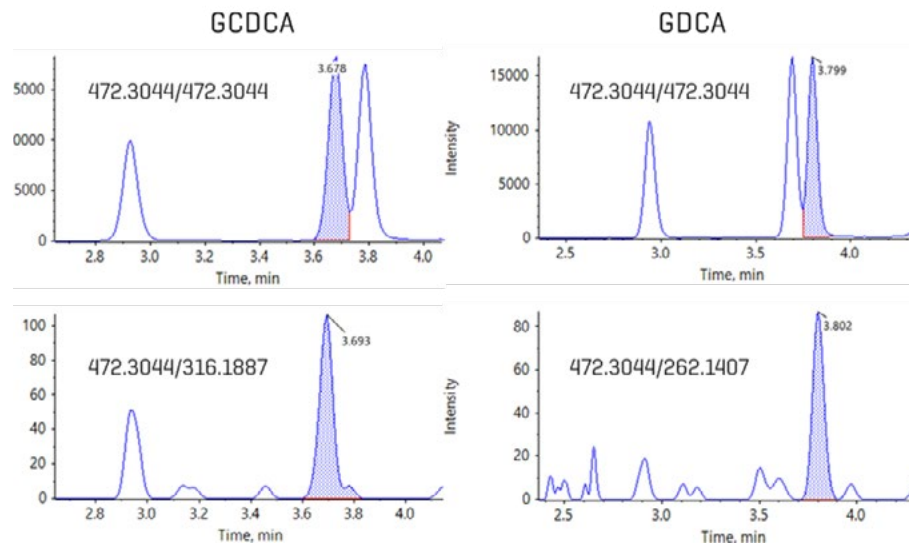 GCDCA
GDCA
5000
0000
5000
0
3.678
472.3044/472.3044
2.8 3.0 3.2 3.4 3.6 3.8 4.0
Time, min
Intensity
15000
10000
5000
0
3.799
472.3044/472.3044
2.5 3.0 3.5 4.0
Time, min
100
80
60
40
20
0
3.693
472.3044/316.1887
2.8 3.0 3.2 3.4 3.6 3.8 4.0
Time, min
Intensity
80
60
40
20
0
3.802
472.3044/262.1407
2.5 3.0 3.5 4.0
Time, min